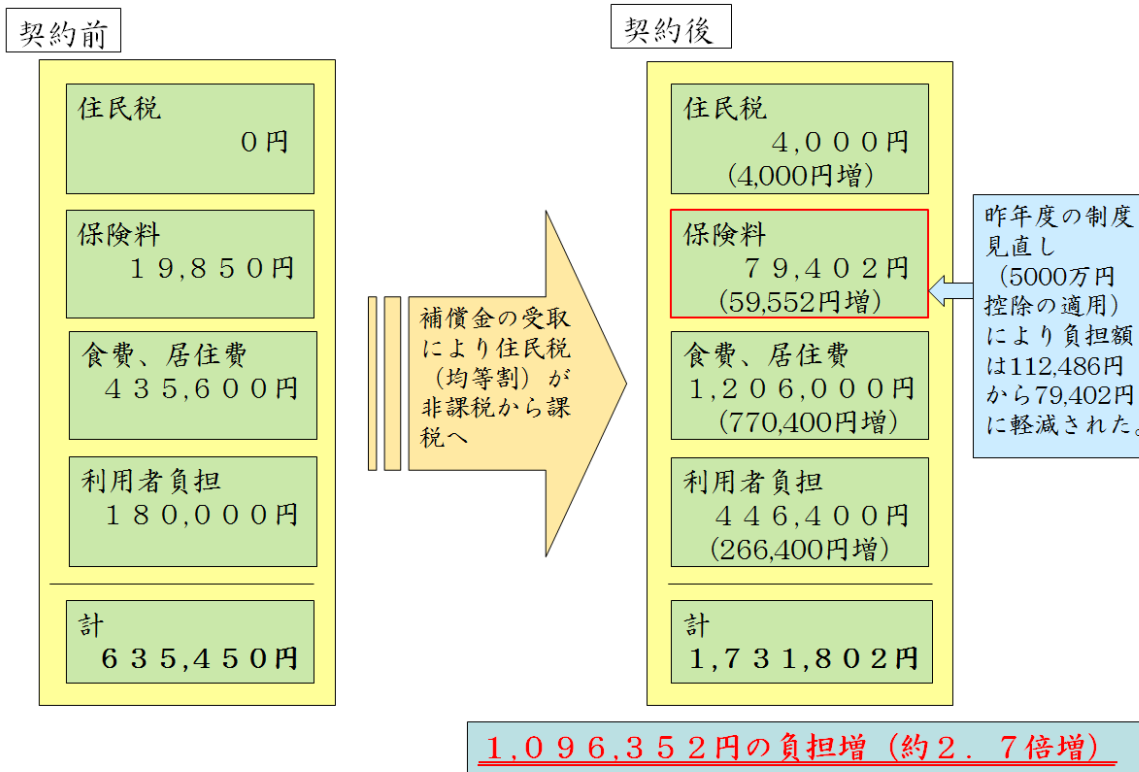 契約前
住民税
０円
保険料
１９,８５０円
食費、居住費
４３５,６００円
利用者負担
１８０,０００円
計
６３５,４５０円
補償金の受取
により住民税
（均等割）が
非課税から課
税へ
契約後
住民税
４,０００円
（4,000円増）
保険料
７９,４０２円
（59,552円増）
食費、居住費
１,２０６,０００円
（770,400円増）
利用者負担
４４６,４００円
（266,400円増）
計
１,７３１,８０２円
昨年度の制度
見直し
（5000万円
控除の適用）
により負担額
は112,486円
から79,402円
に軽減された。
１,０９６,３５２円の負担増（約２．７倍増）